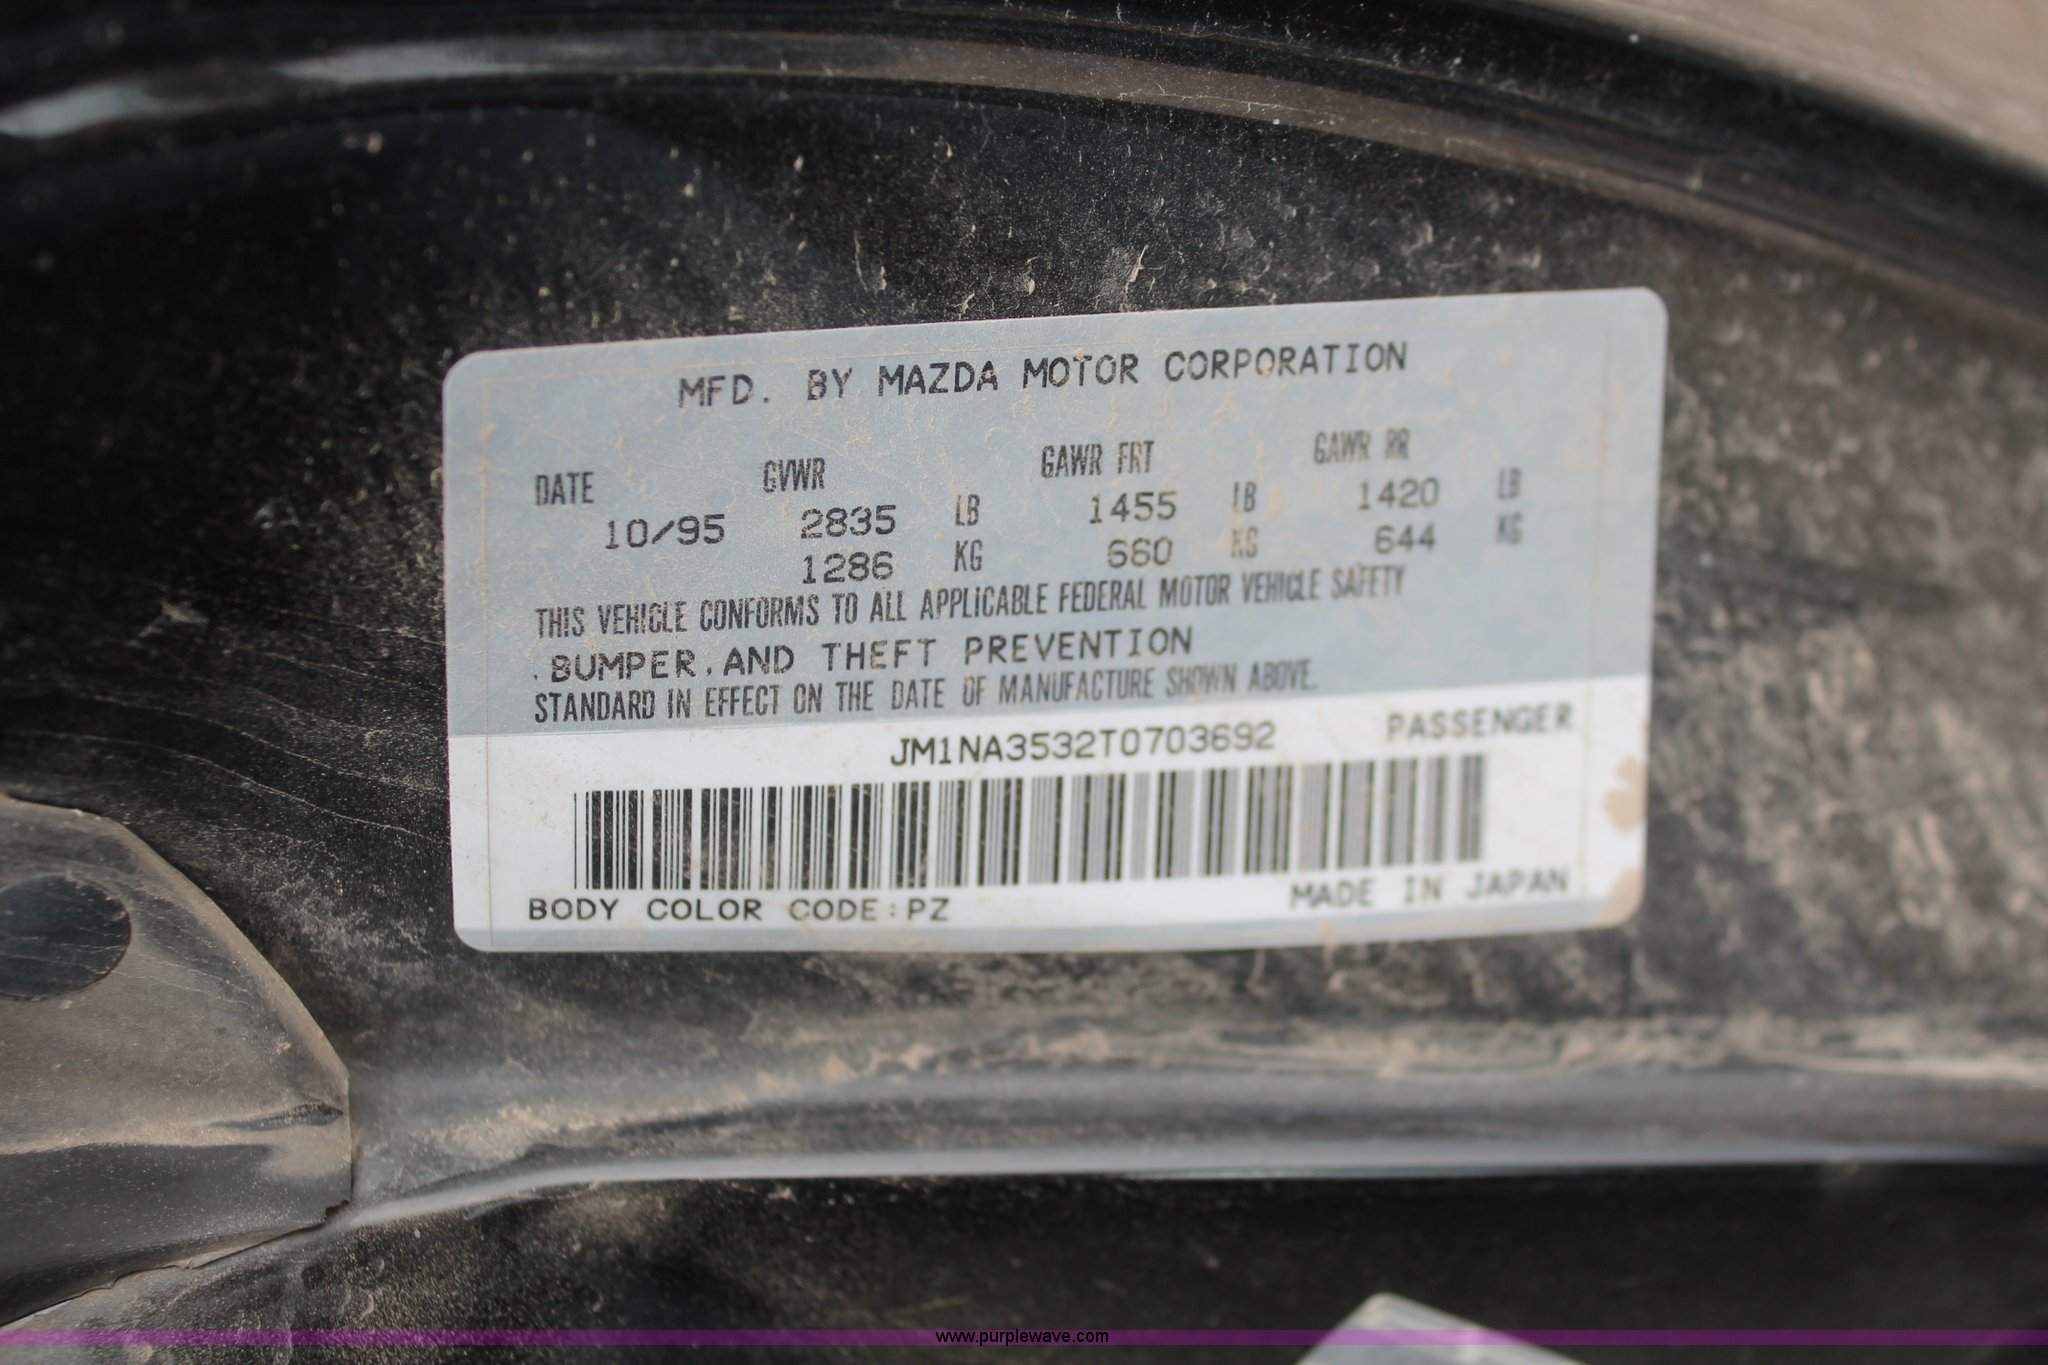 MFD. BY MAZDA MOTOR CORPORATION
DATE GVWR GAWR FRT GAWR RR
10/95 2835 LB 1455 LB 1420 LB
1286 KG 660 KG 644 KG
THIS VEHICLE CONFORMS TO ALL APPLICABLE FEDERAL MOTOR VEHICLE SAFETY
.BUMPER,AND THEFT PREVENTION
STANDARD IN EFFECT ON THE DATE OF MANUFACTURE SHOWN ABOVE.
JM1NA3532T0703692 PASSENGER
BODY COLOR CODE:PZ MADE IN JAPAN
www.purplewave.com